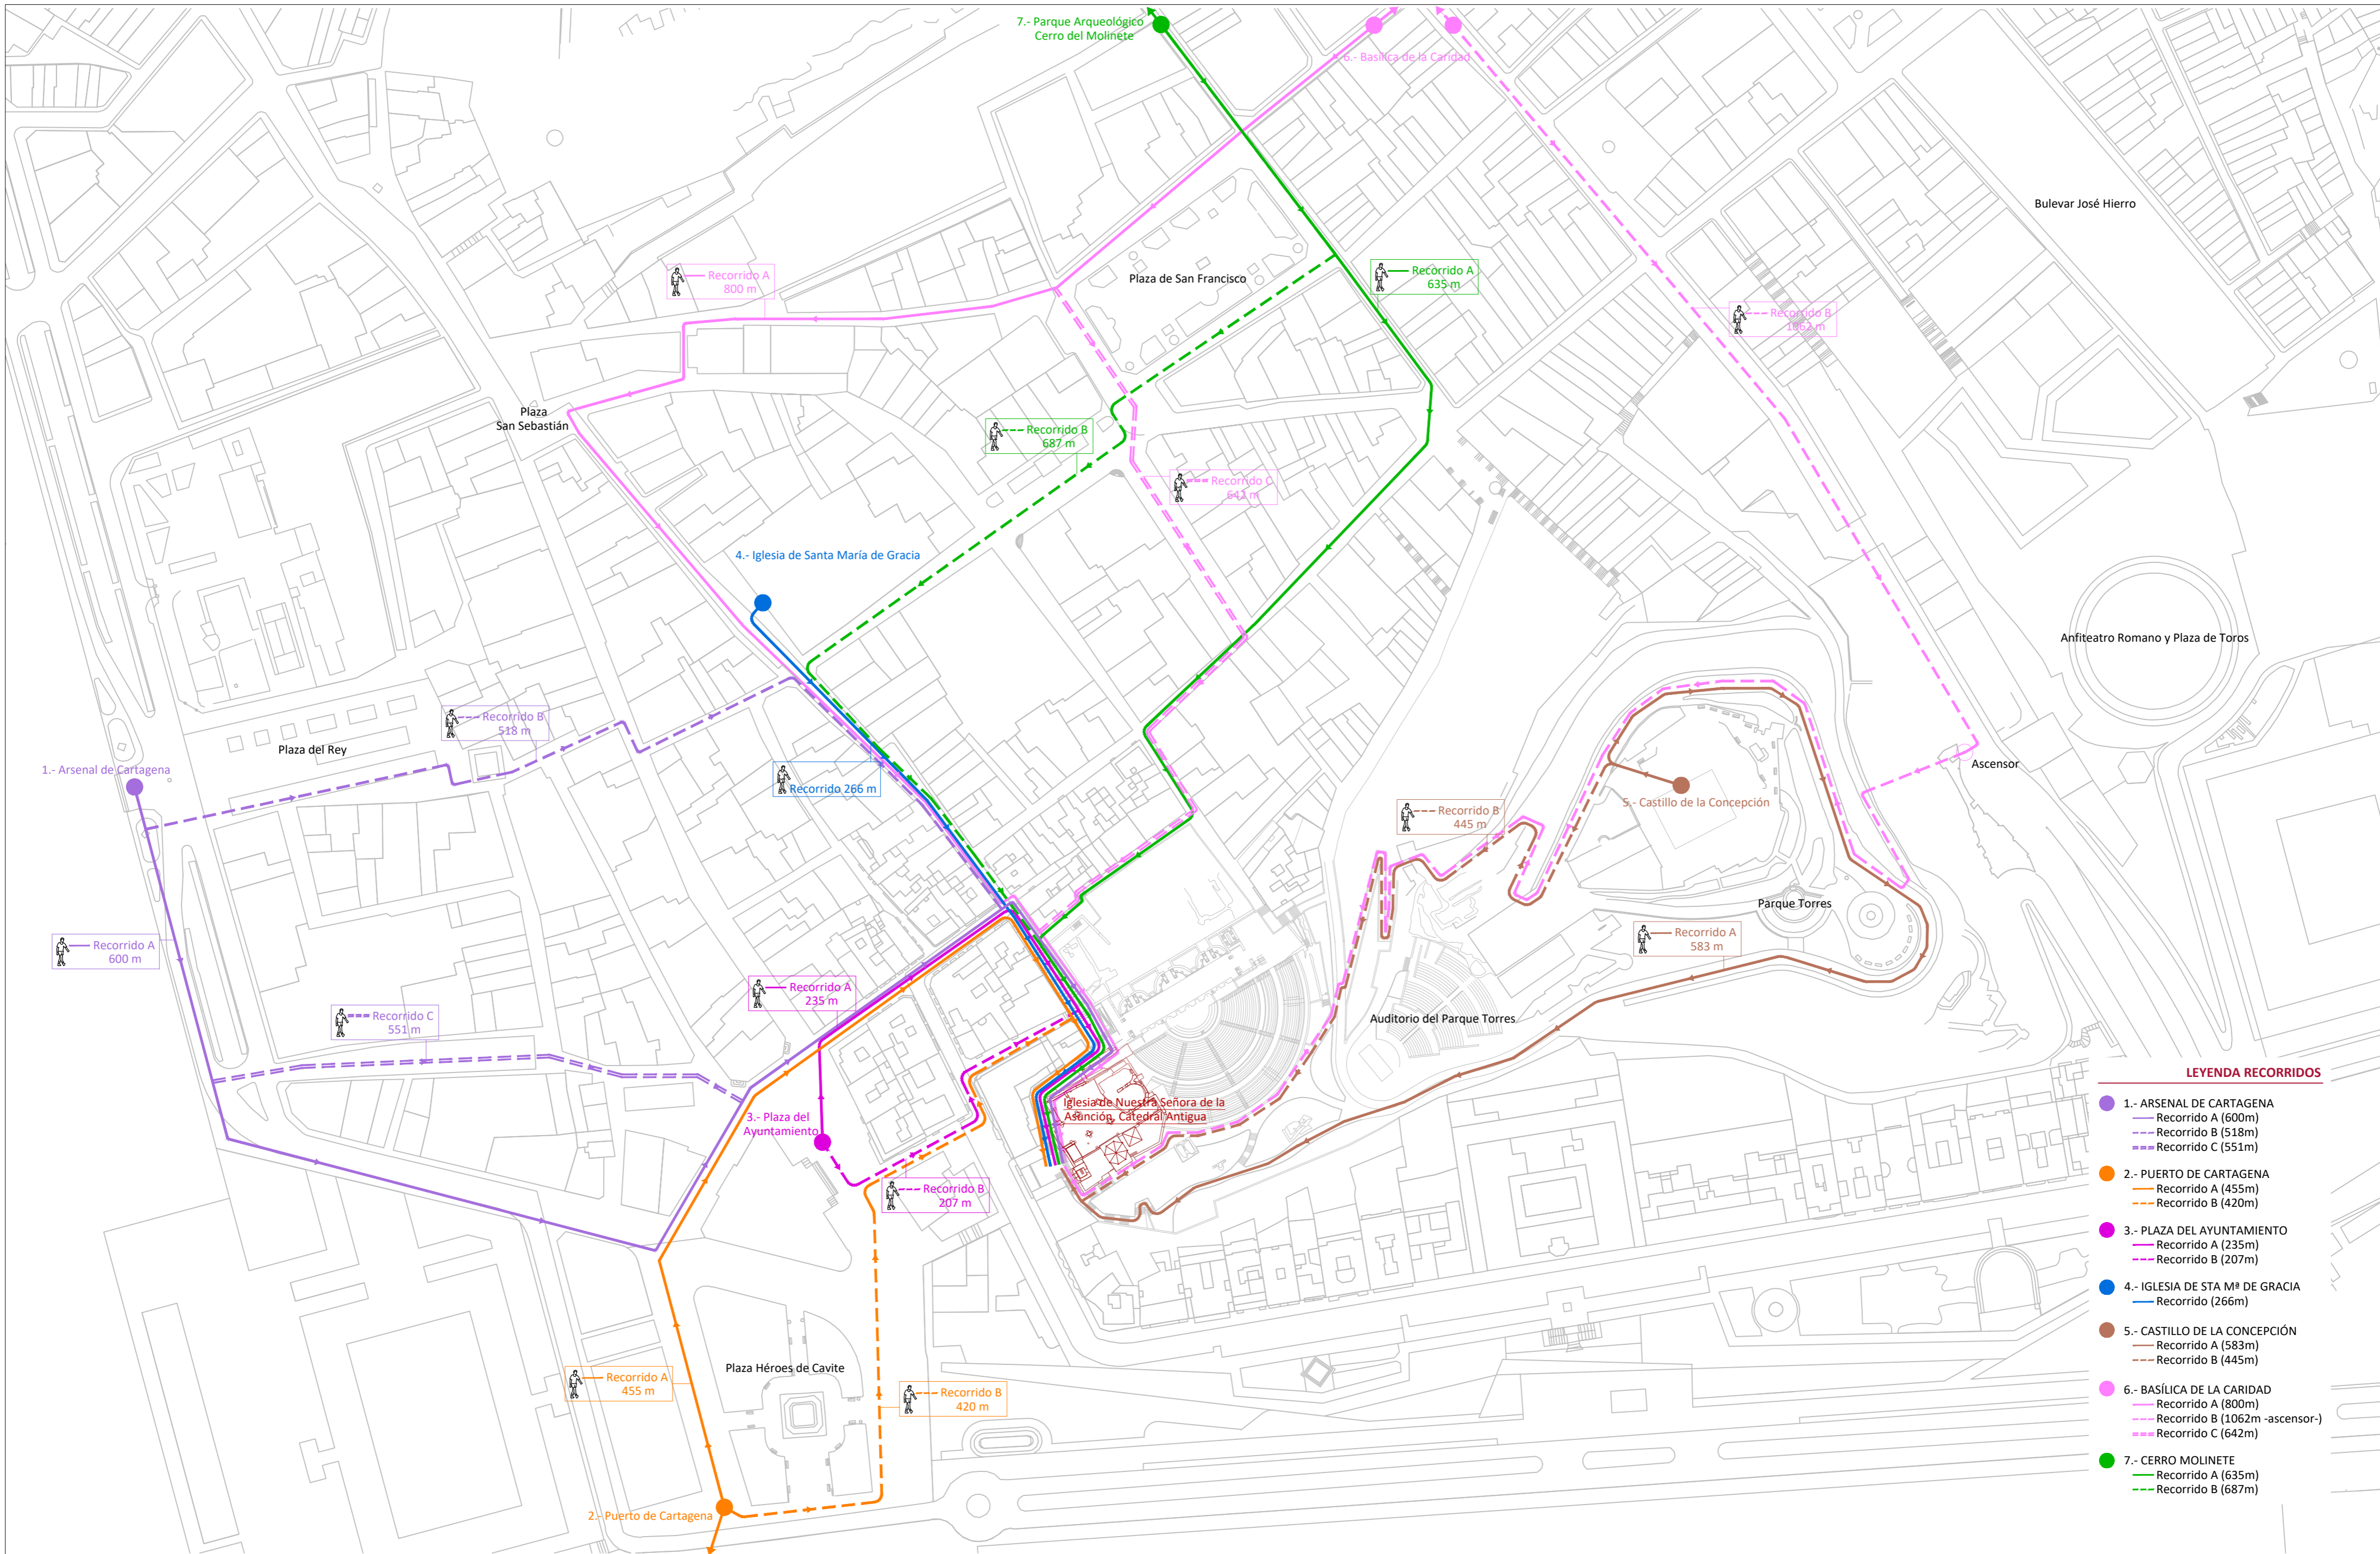 7.- Parque Arqueológico
Cerro del Molinete
6.- Basílica de la Caridad
Bulevar José Hierro
Recorrido A
800 m
Plaza de San Francisco
Recorrido A
635 m
Recorrido B
1062 m
Plaza
San Sebastián
Recorrido B
687 m
Recorrido C
642 m
4.- Iglesia de Santa María de Gracia
Anfiteatro Romano y Plaza de Toros
Recorrido B
518 m
Plaza del Rey
1.- Arsenal de Cartagena
Recorrido 266 m
Ascensor
5.- Castillo de la Concepción
Recorrido B
445 m
Parque Torres
Recorrido A
600 m
Recorrido A
583 m
Recorrido A
235 m
Recorrido C
551 m
Auditorio del Parque Torres
Iglesia de Nuestra Señora de la
Asunción, Catedral Antigua
3.- Plaza del
Ayuntamiento
Recorrido B
207 m
Plaza Héroes de Cavite
Recorrido A
455 m
Recorrido B
420 m
2.- Puerto de Cartagena
LEYENDA RECORRIDOS
1.- ARSENAL DE CARTAGENA
Recorrido A (600m)
Recorrido B (518m)
Recorrido C (551m)
2.- PUERTO DE CARTAGENA
Recorrido A (455m)
Recorrido B (420m)
3.- PLAZA DEL AYUNTAMIENTO
Recorrido A (235m)
Recorrido B (207m)
4.- IGLESIA DE STA Mª DE GRACIA
Recorrido (266m)
5.- CASTILLO DE LA CONCEPCIÓN
Recorrido A (583m)
Recorrido B (445m)
6.- BASÍLICA DE LA CARIDAD
Recorrido A (800m)
Recorrido B (1062m -ascensor-)
Recorrido C (642m)
7.- CERRO MOLINETE
Recorrido A (635m)
Recorrido B (687m)